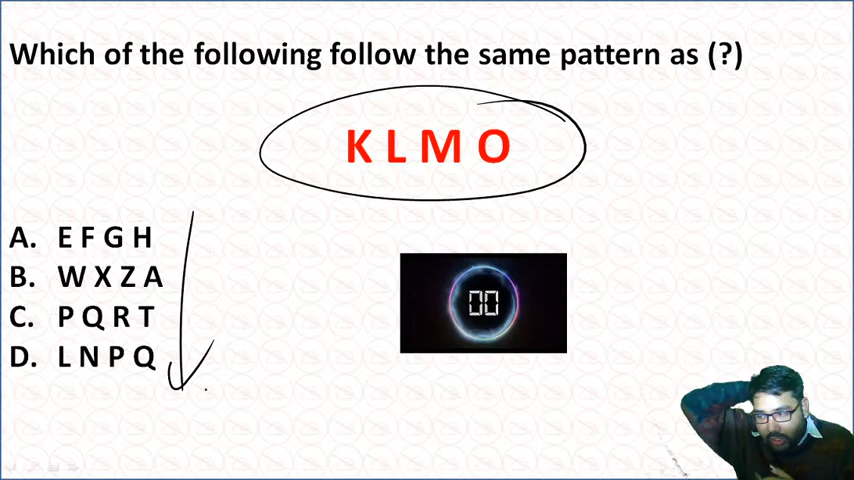 Which of the following follow the same pattern as (?)
K L M O
A. E F G H
B. W X Z A
C. P Q R T
D. L N P Q
00